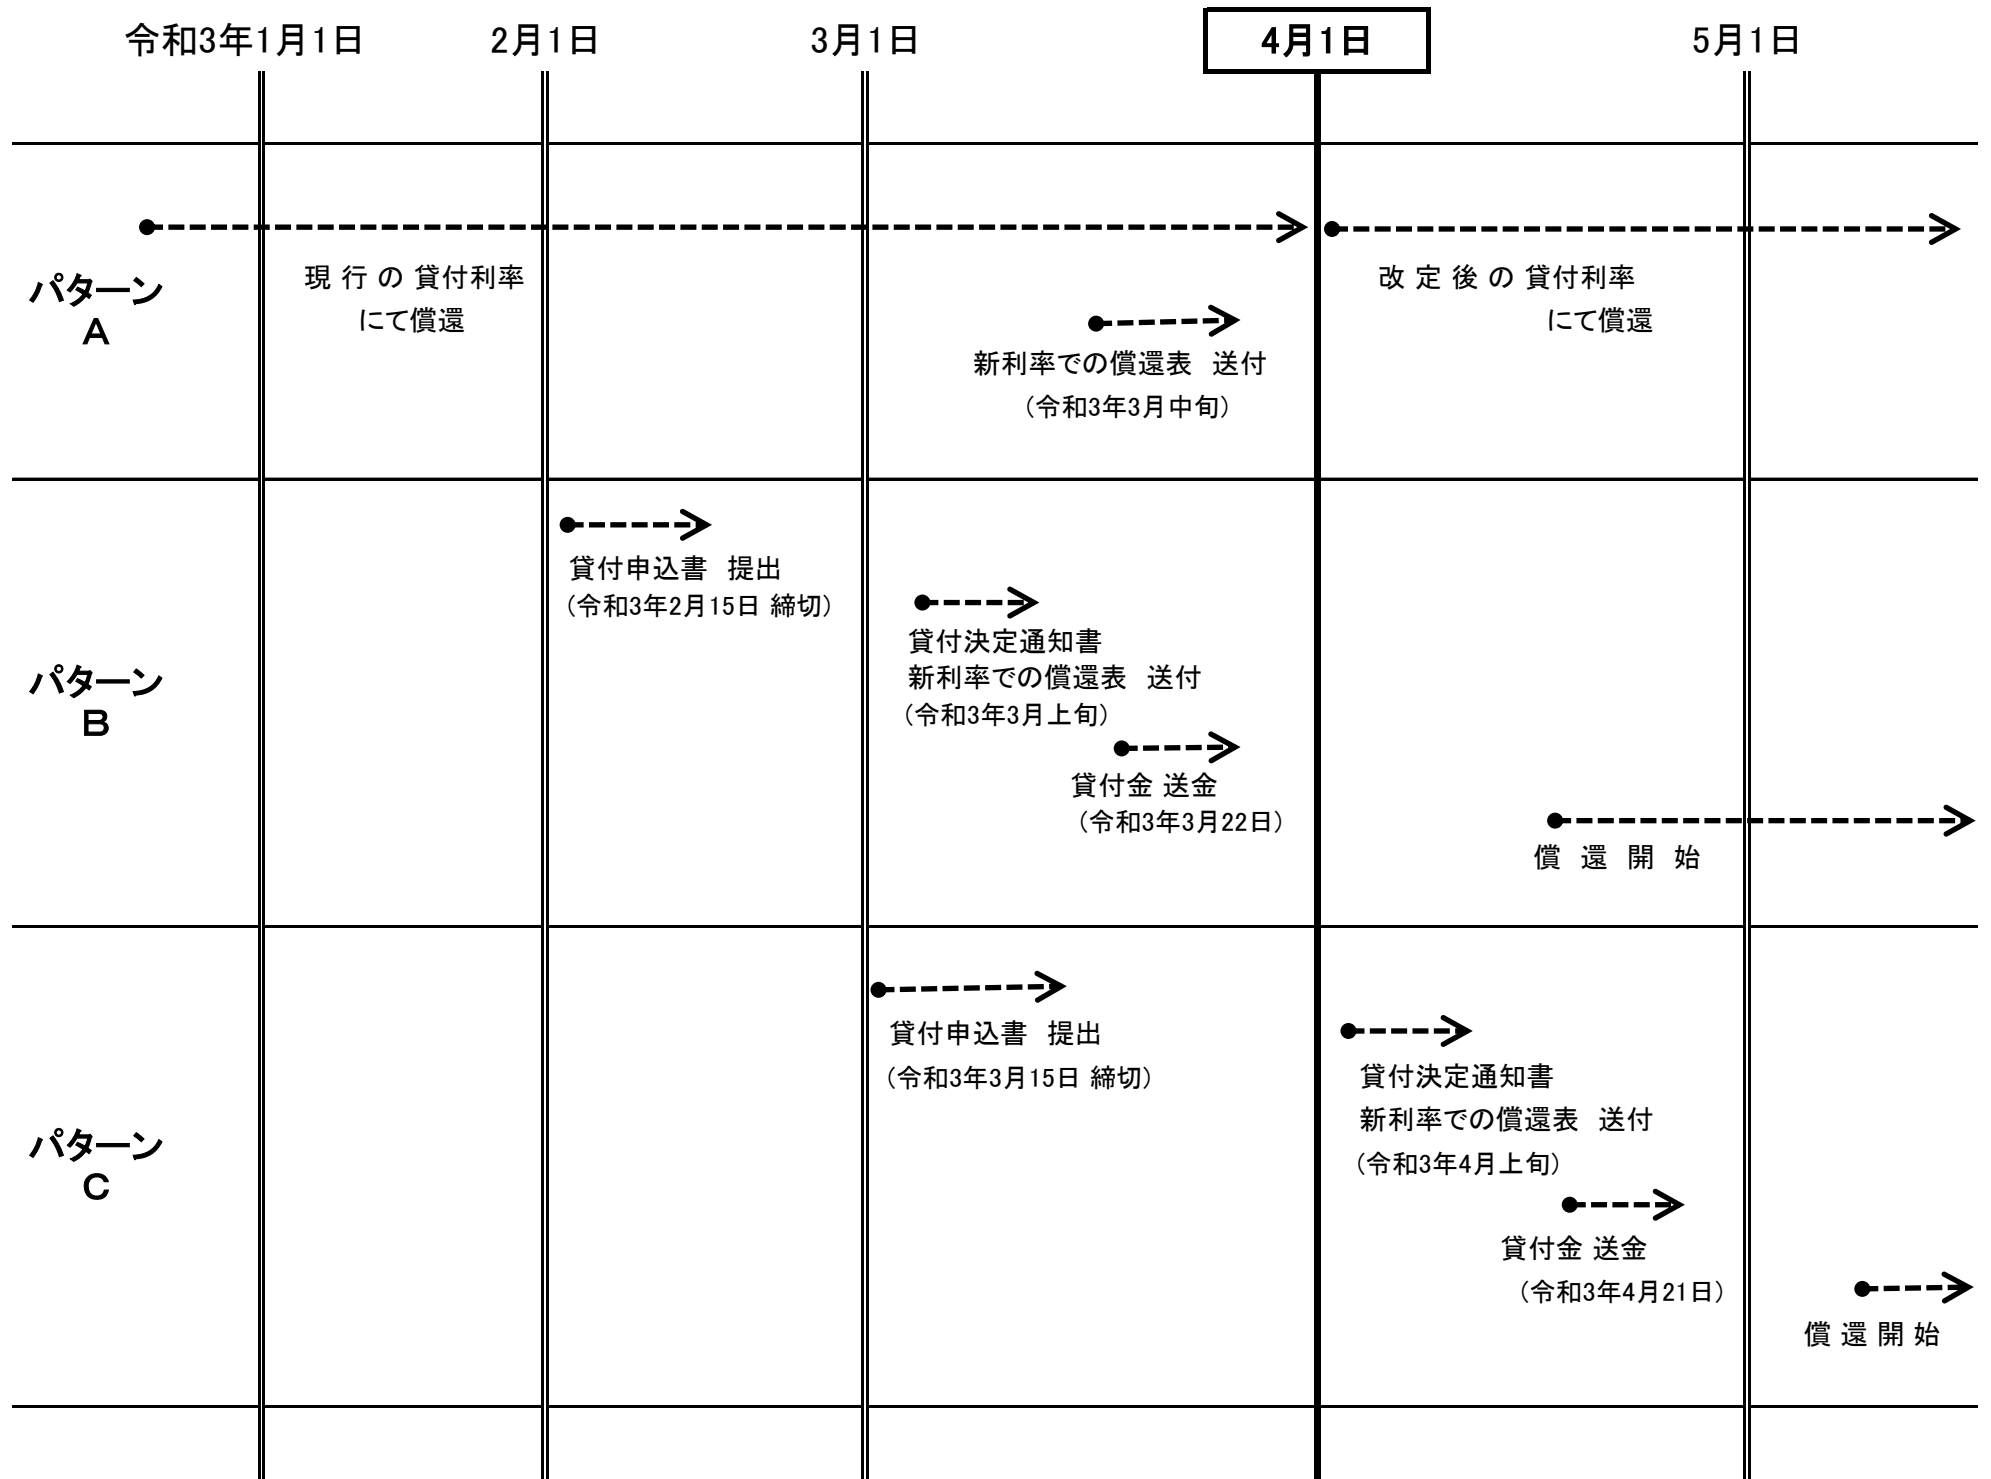 令和3年1月1日
2月1日
3月1日
4月1日
5月1日
パターン
A
現 行 の 貸付利率
にて償還
新利率での償還表　送付
（令和3年3月中旬）
改 定 後 の 貸付利率
にて償還
パターン
B
貸付申込書　提出
（令和3年2月15日 締切）
貸付決定通知書
新利率での償還表　送付
（令和3年3月上旬）
貸付金 送金
（令和3年3月22日）
償　還　開　始
パターン
C
貸付申込書　提出
（令和3年3月15日 締切）
貸付決定通知書
新利率での償還表　送付
（令和3年4月上旬）
貸付金 送金
（令和3年4月21日）
償 還 開 始